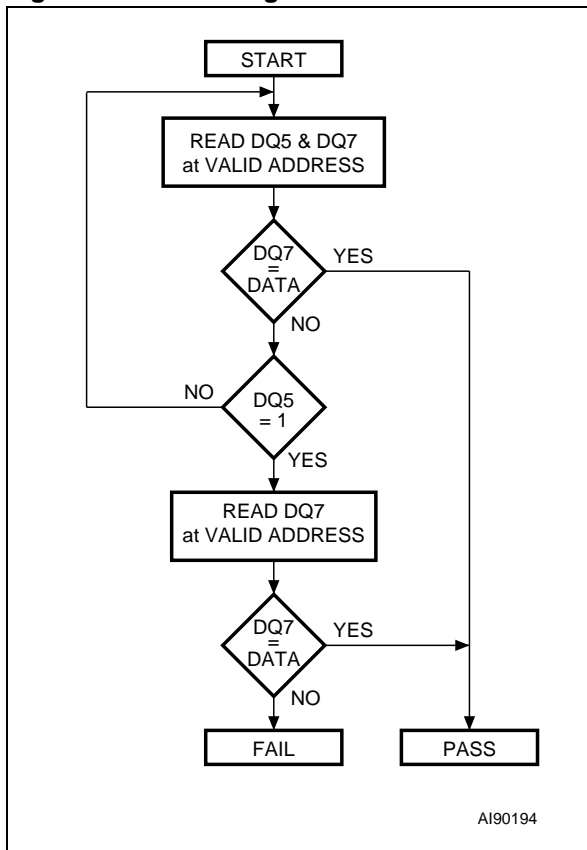 START
READ DQ5 & DQ7
at VALID ADDRESS
DQ7
=
DATA
YES
NO
NO
DQ5
= 1
YES
READ DQ7
at VALID ADDRESS
DQ7
=
DATA
YES
NO
FAIL
PASS
AI90194